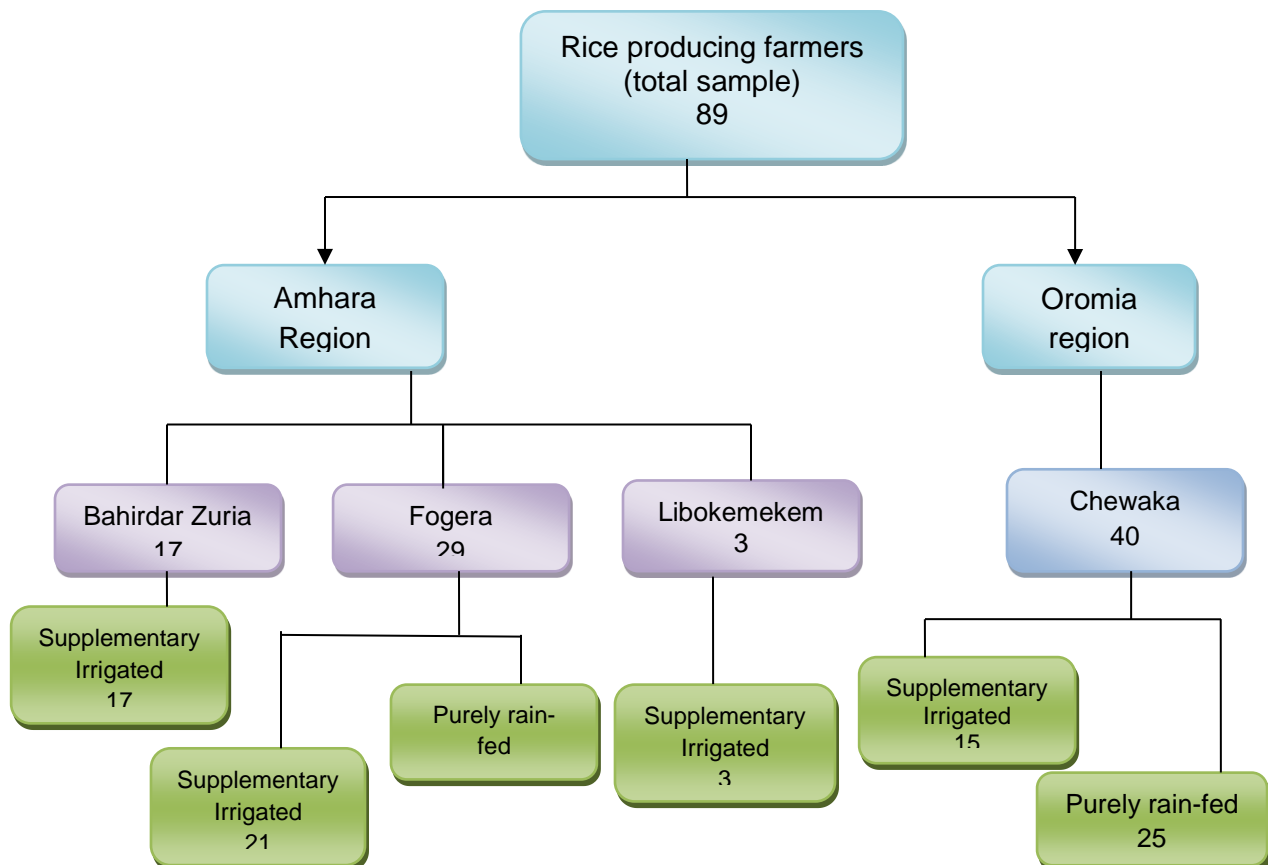 Rice producing farmers
(total sample)
89
Amhara
Region
Oromia
region
Bahirdar Zuria
17
Fogera
29
Libokemekem
3
Chewaka
40
Supplementary
Irrigated
17
Supplementary
Irrigated
21
Purely rain-
fed
Supplementary
Irrigated
3
Supplementary
Irrigated
15
Purely rain-fed
25